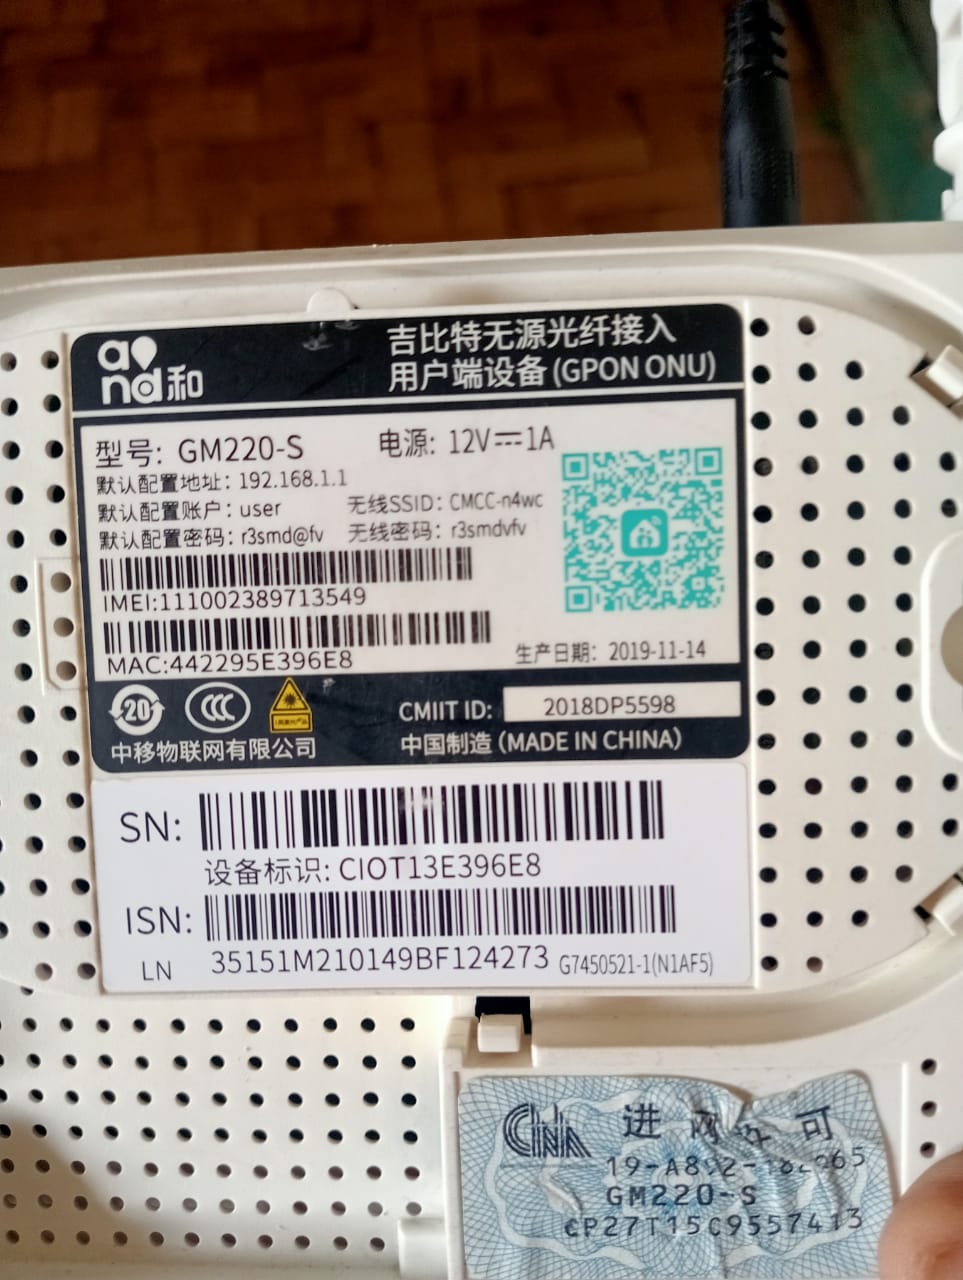 and和
吉比特无源光纤接入
用户端设备(GPON ONU)
型号: GM220-S 电源: 12V⎓1A
默认配置地址: 192.168.1.1
默认配置账户: user 无线SSID: CMCC-n4wc
默认配置密码: r3smd@fv 无线密码: r3smdvfv
IMEI:111002389713549
MAC:442295E396E8
生产日期: 2019-11-14
20 CCC
CMIIT ID: 2018DP5598
中移物联网有限公司 中国制造 (MADE IN CHINA)
SN:
设备标识: CIOT13E396E8
ISN:
LN 35151M210149BF124273 G7450521-1(N1AF5)
CNA 进网许可
GM220-S
CP27T15C9557413